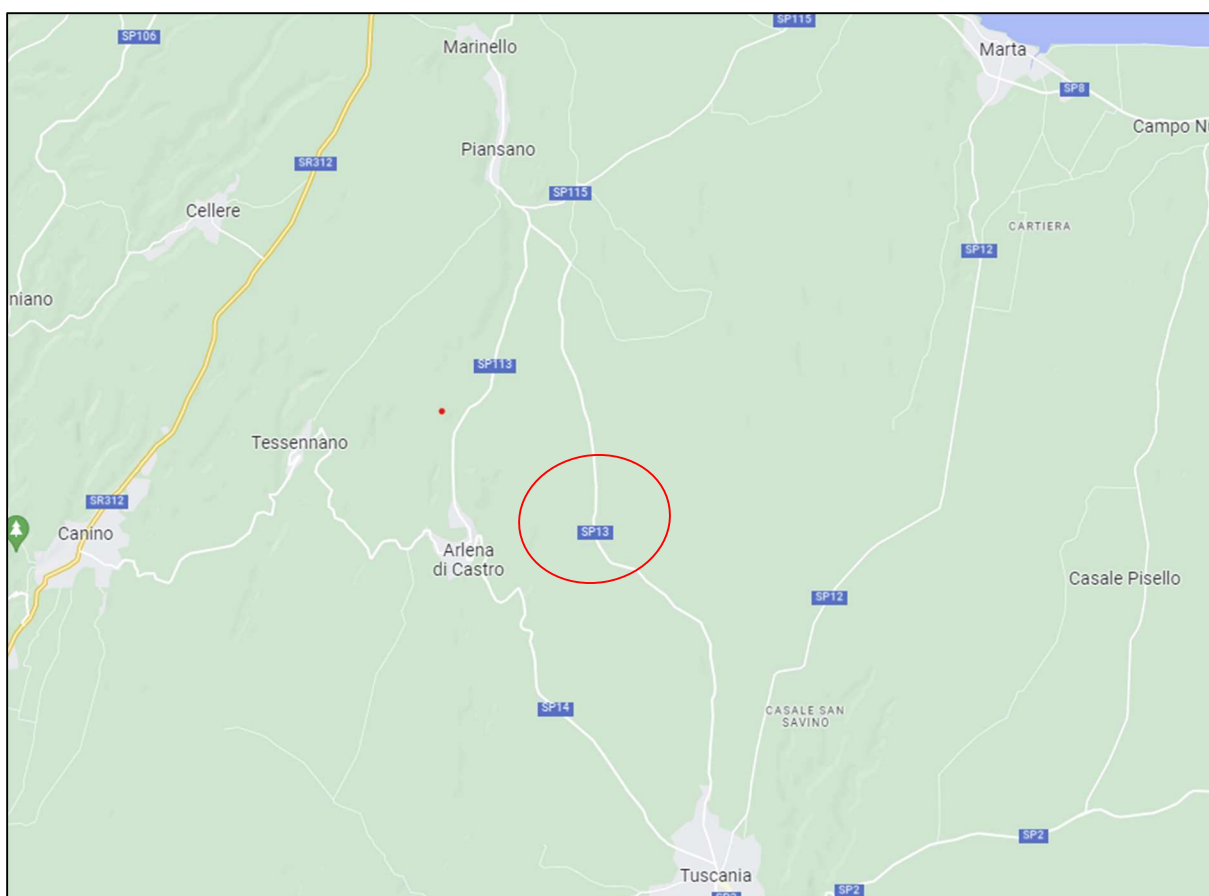 SP115
SP106
Marinello
Marta
SP8
Campo Nu
Piansano
SR312
SP115
Cellere
CARTIERA
SP12
niano
SP113
Tessennano
SR312
Canino
SP13
Arlena
di Castro
Casale Pisello
SP12
SP14
CASALE SAN
SAVINO
SP2
Tuscania
SP2